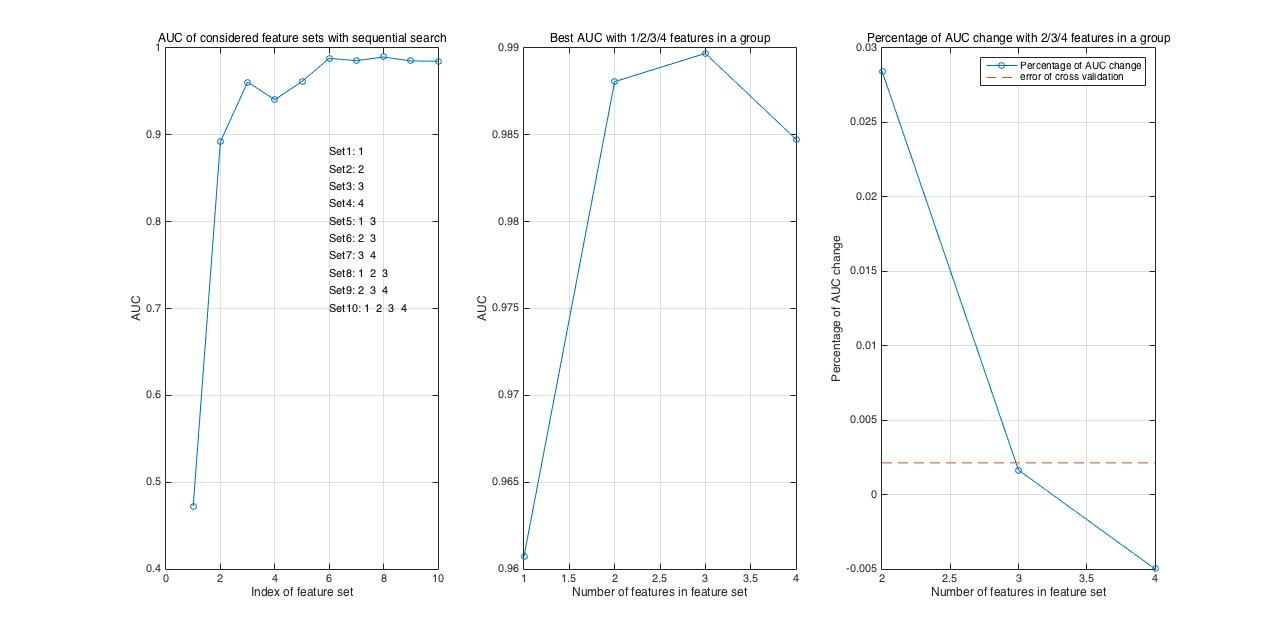 AUC of considered feature sets with sequential search
1
0.9
0.8
0.7
0.6
0.5
0.4
AUC
Set1: 1
Set2: 2
Set3: 3
Set4: 4
Set5: 1 3
Set6: 2 3
Set7: 3 4
Set8: 1 2 3
Set9: 2 3 4
Set10: 1 2 3 4
0 2 4 6 8 10
Index of feature set
Best AUC with 1/2/3/4 features in a group
0.99
0.985
0.98
0.975
0.97
0.965
0.96
AUC
1 1.5 2 2.5 3 3.5 4
Number of features in feature set
Percentage of AUC change with 2/3/4 features in a group
0.03
0.025
0.02
0.015
0.01
0.005
0
-0.005
Percentage of AUC change
Percentage of AUC change
error of cross validation
2 2.5 3 3.5 4
Number of features in feature set